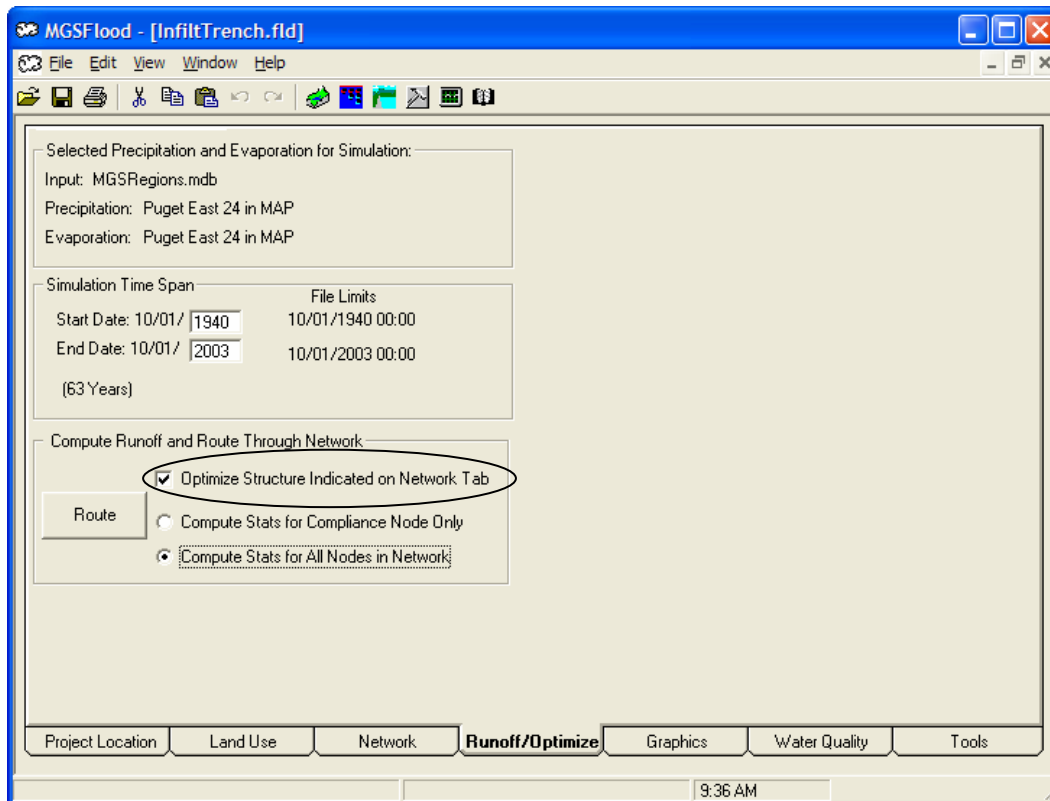 MGSFlood - [InfiltTrench.fld]
File Edit View Window Help
Selected Precipitation and Evaporation for Simulation:
Input: MGSRegions.mdb
Precipitation: Puget East 24 in MAP
Evaporation: Puget East 24 in MAP
Simulation Time Span
File Limits
Start Date: 10/01/ 1940 10/01/1940 00:00
End Date: 10/01/ 2003 10/01/2003 00:00
(63 Years)
Compute Runoff and Route Through Network
Optimize Structure Indicated on Network Tab
Route
Compute Stats for Compliance Node Only
Compute Stats for All Nodes in Network
Project Location Land Use Network Runoff/Optimize Graphics Water Quality Tools
9:36 AM